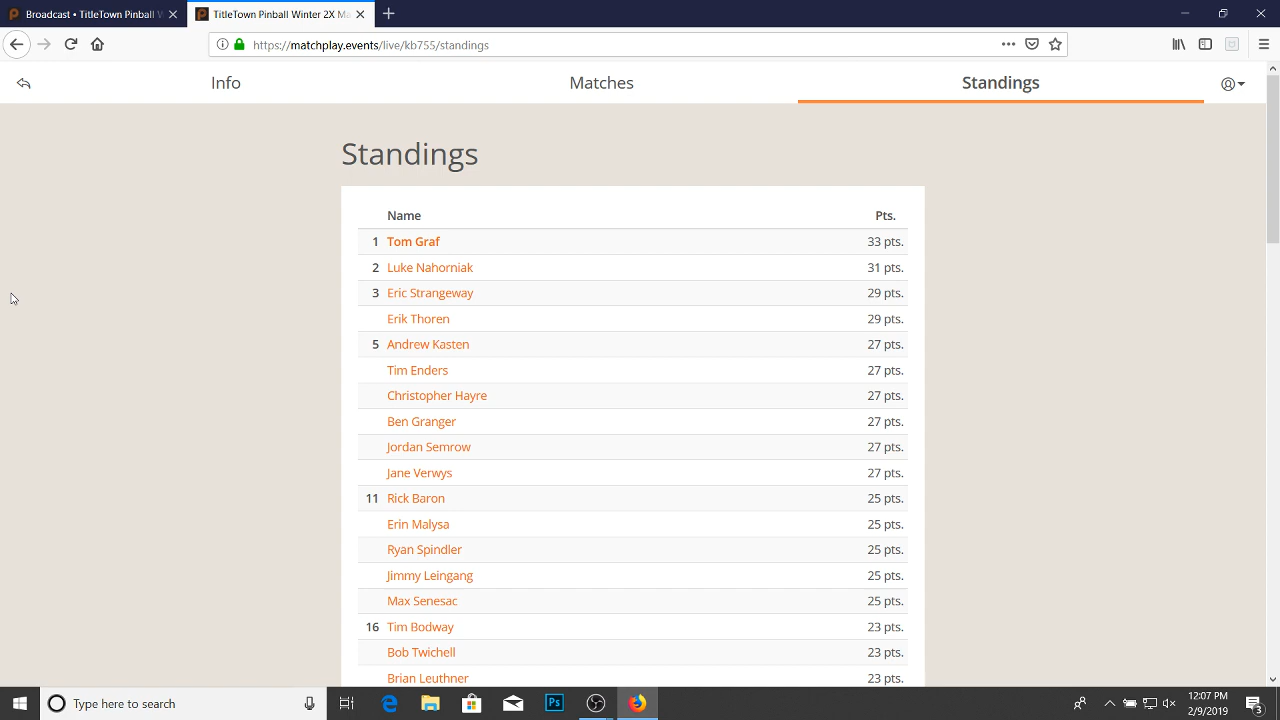 Broadcast • TitleTown Pinball W
TitleTown Pinball Winter 2X Ma
https://matchplay.events/live/kb755/standings
Info
Matches
Standings
Standings
Name Pts.
1 Tom Graf 33 pts.
2 Luke Nahorniak 31 pts.
3 Eric Strangeway 29 pts.
Erik Thoren 29 pts.
5 Andrew Kasten 27 pts.
Tim Enders 27 pts.
Christopher Hayre 27 pts.
Ben Granger 27 pts.
Jordan Semrow 27 pts.
Jane Verwys 27 pts.
11 Rick Baron 25 pts.
Erin Malysa 25 pts.
Ryan Spindler 25 pts.
Jimmy Leingang 25 pts.
Max Senesac 25 pts.
16 Tim Bodway 23 pts.
Bob Twichell 23 pts.
Brian Leuthner 23 pts.
Type here to search
Ps
12:07 PM
2/9/2019
3